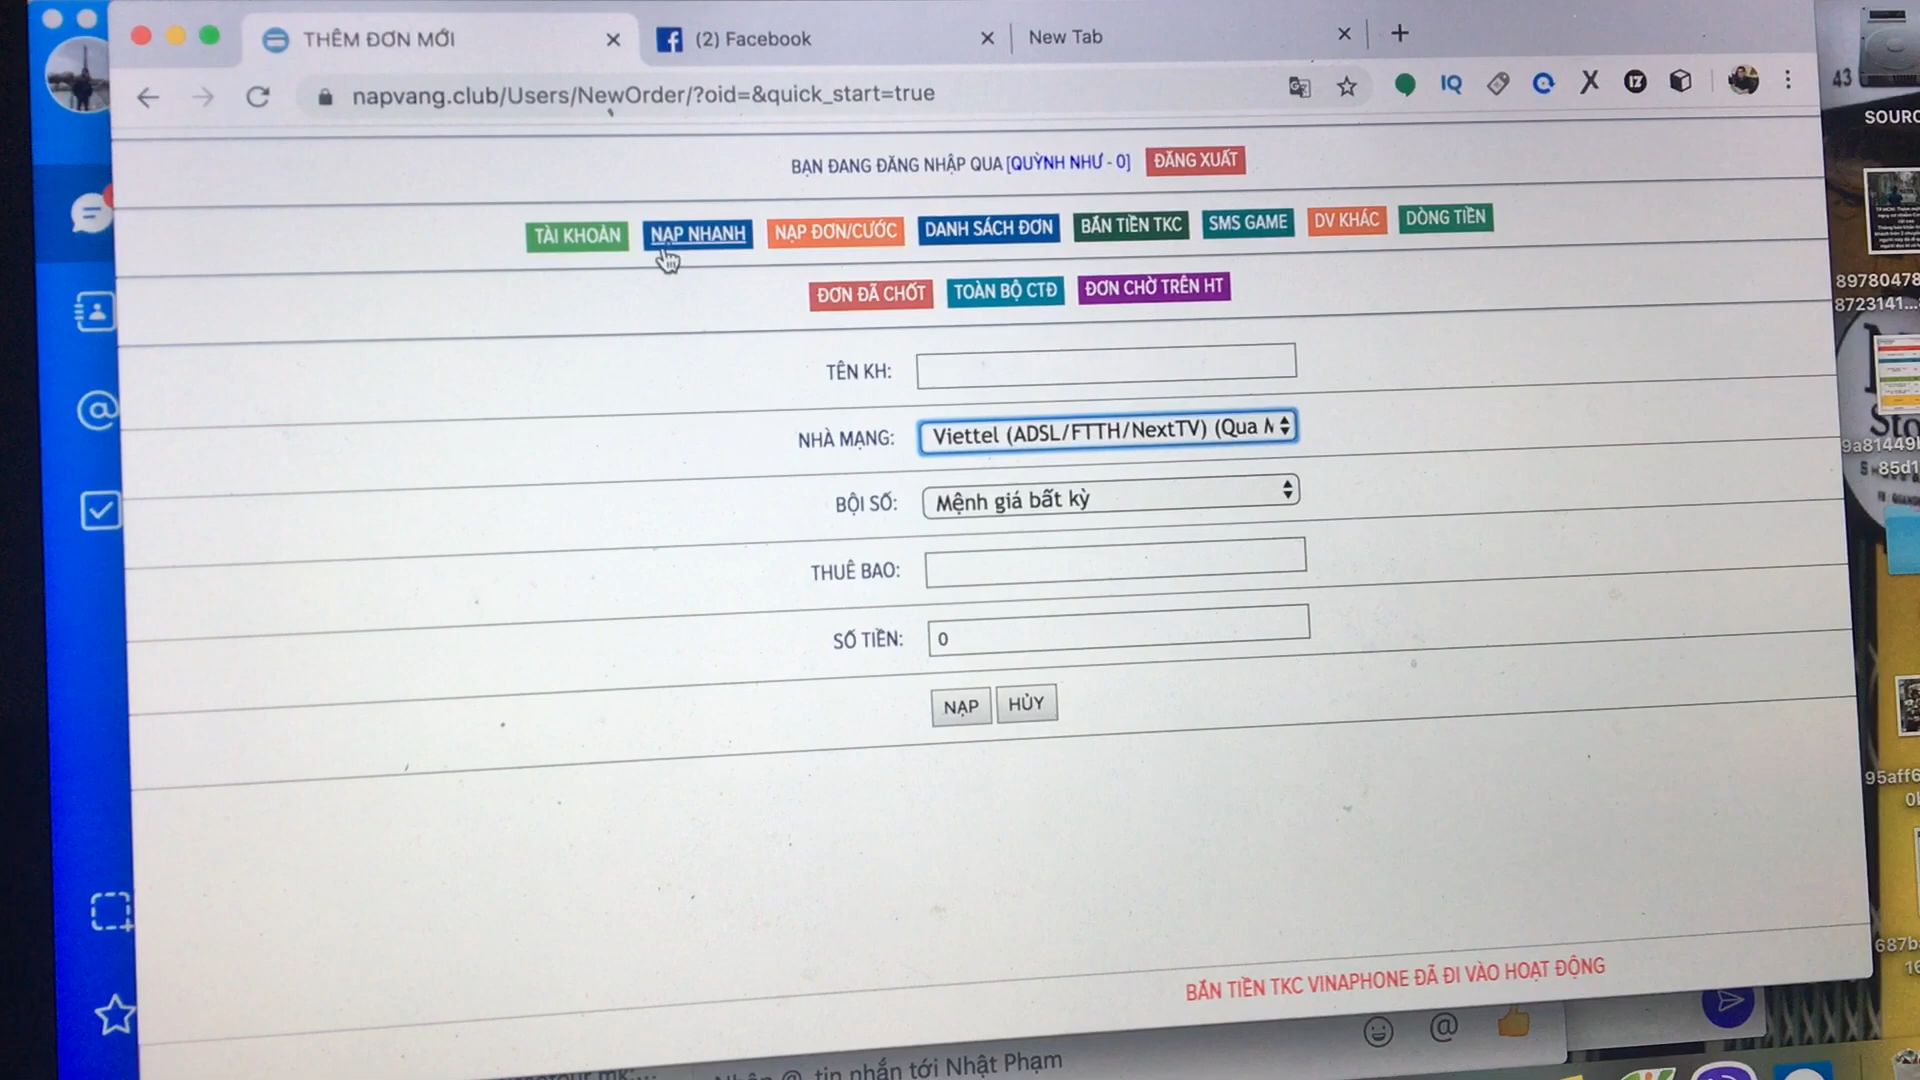 THÊM ĐƠN MỚI
(2) Facebook
New Tab
napvang.club/Users/NewOrder/?oid=&quick_start=true
IQ
43
SOURC
BẠN ĐANG ĐĂNG NHẬP QUA [QUỲNH NHƯ - 0] ĐĂNG XUẤT
TÀI KHOẢN NẠP NHANH NẠP ĐƠN/CƯỚC DANH SÁCH ĐƠN BẮN TIỀN TKC SMS GAME DV KHÁC DÒNG TIỀN
ĐƠN ĐÃ CHỐT TOÀN BỘ CTĐ ĐƠN CHỜ TRÊN HT
89780478
8723141...
TÊN KH:
NHÀ MẠNG: Viettel (ADSL/FTTH/NextTV) (Qua
Sto
9a81449
85d1
BỘI SỐ: Mệnh giá bất kỳ
THUÊ BAO:
SỐ TIỀN: 0
NẠP HỦY
95aff6
687b
BẮN TIỀN TKC VINAPHONE ĐÃ ĐI VÀO HOẠT ĐỘNG
@, tin nhắn tới Nhật Phạm